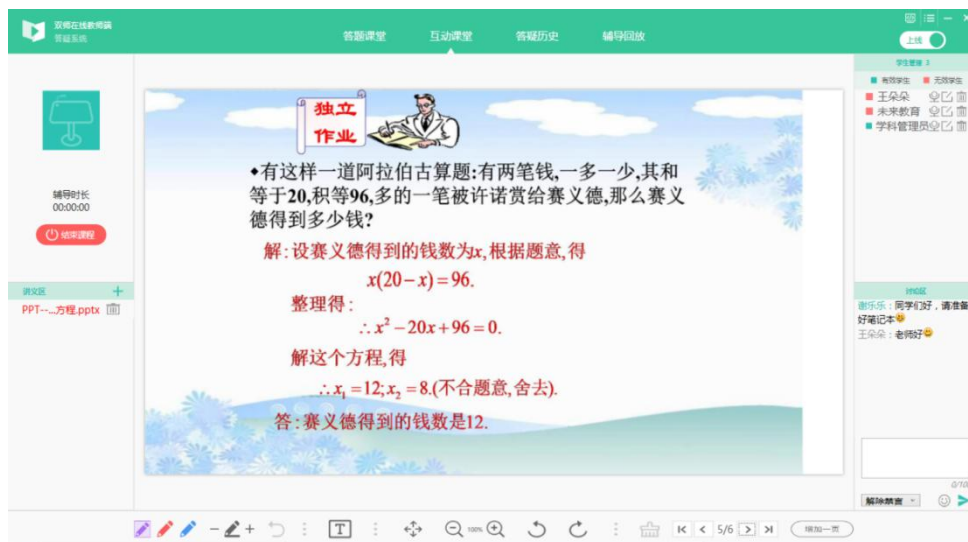 双师在线教师端
答疑系统
答题课堂
互动课堂
答疑历史
辅导回放
上线
辅导时长
00:00:00
结束课程
讲义区
PPT--...方程.pptx
独立
作业
•有这样一道阿拉伯古算题:有两笔钱,一多一少,其和
等于20,积等96,多的一笔被许诺赏给赛义德,那么赛义
德得到多少钱?
解:设赛义德得到的钱数为x,根据题意,得
x(20−x)=96.
整理得:
∴x²−20x+96=0.
解这个方程,得
∴x₁=12;x₂=8.(不合题意,舍去).
答:赛义德得到的钱数是12.
学生管理 3
有效学生
无效学生
王朵朵
未来教育
学科管理员
讨论区
谢乐乐：同学们好，请准备
好笔记本
王朵朵：老师好
0/10
解除禁言
T
100%
5/6
增加一页